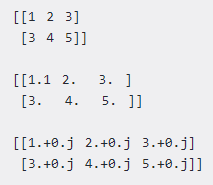 [[1 2 3]
 [3 4 5]]

[[1.1 2.  3. ]
 [3.  4.  5. ]]

[[1.+0.j 2.+0.j 3.+0.j]
 [3.+0.j 4.+0.j 5.+0.j]]